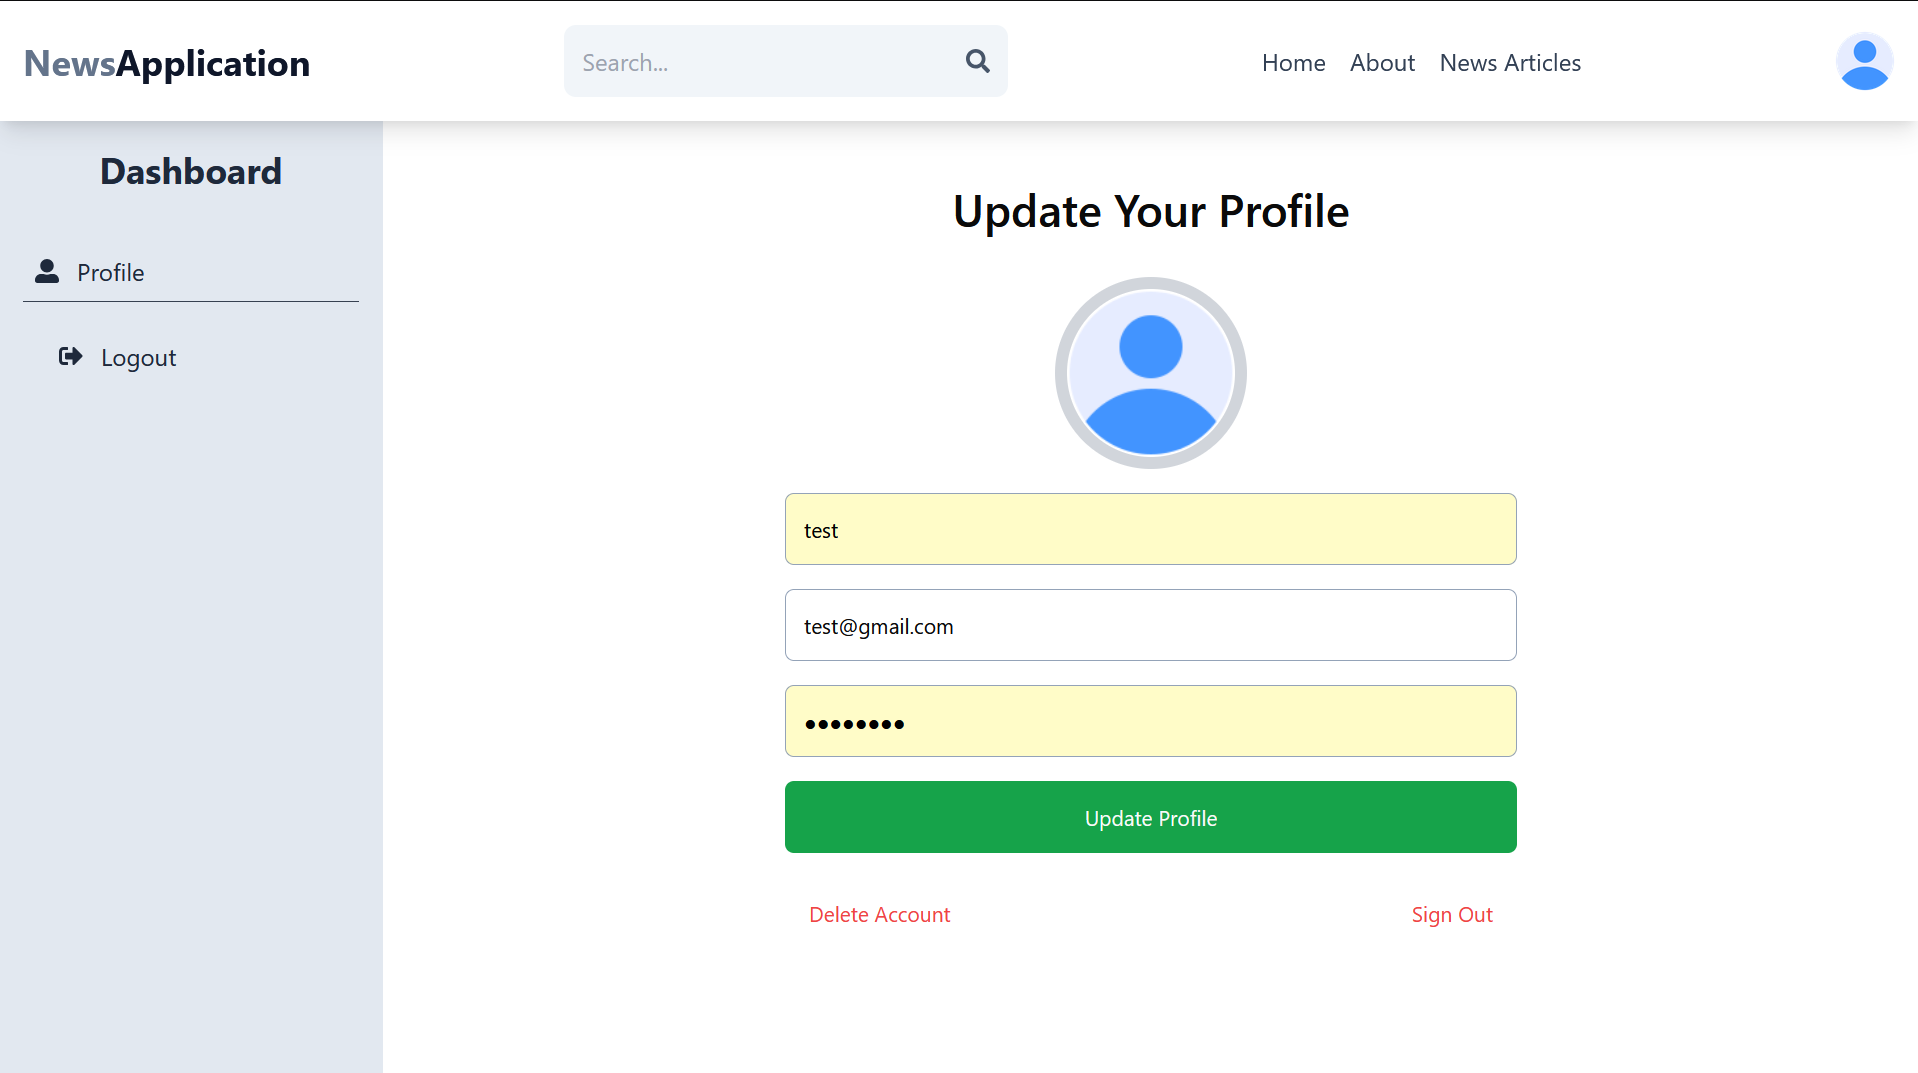 NewsApplication
Search...
Home About News Articles
Dashboard
Profile
Logout
Update Your Profile
test
test@gmail.com
••••••••
Update Profile
Delete Account
Sign Out